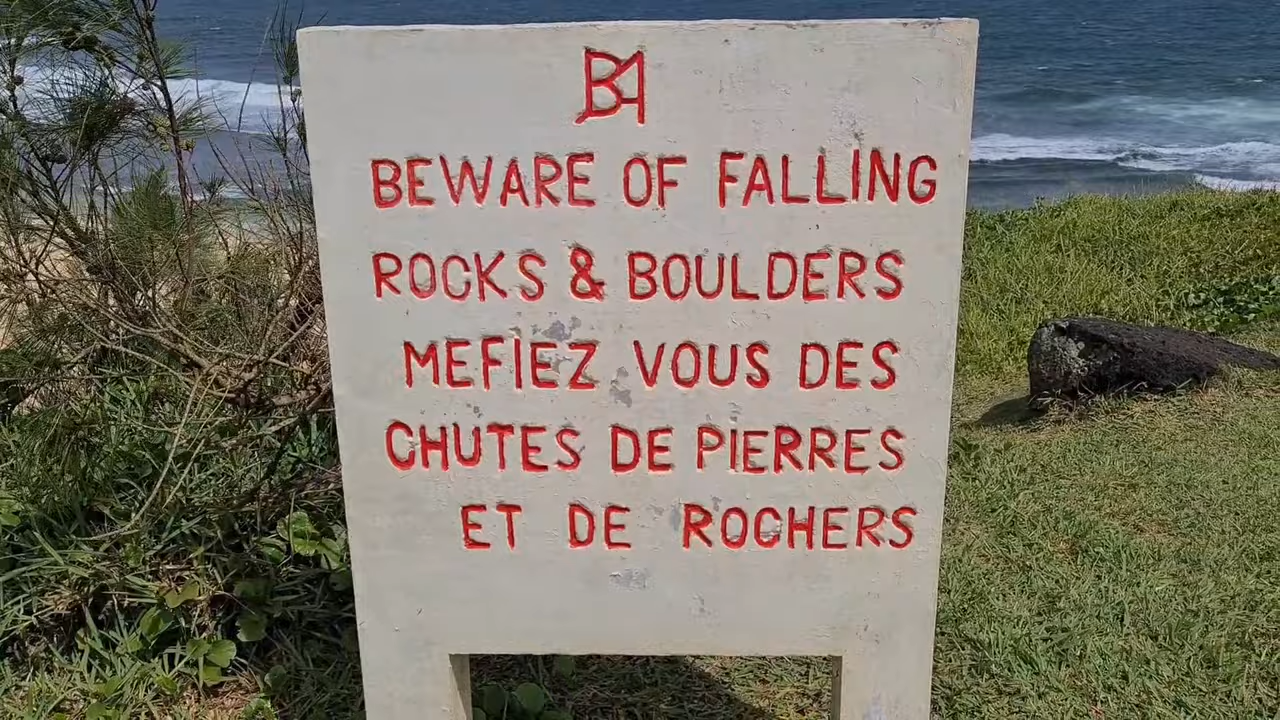 BA
BEWARE OF FALLING
ROCKS & BOULDERS
MEFIEZ VOUS DES
CHUTES DE PIERRES
ET DE ROCHERS